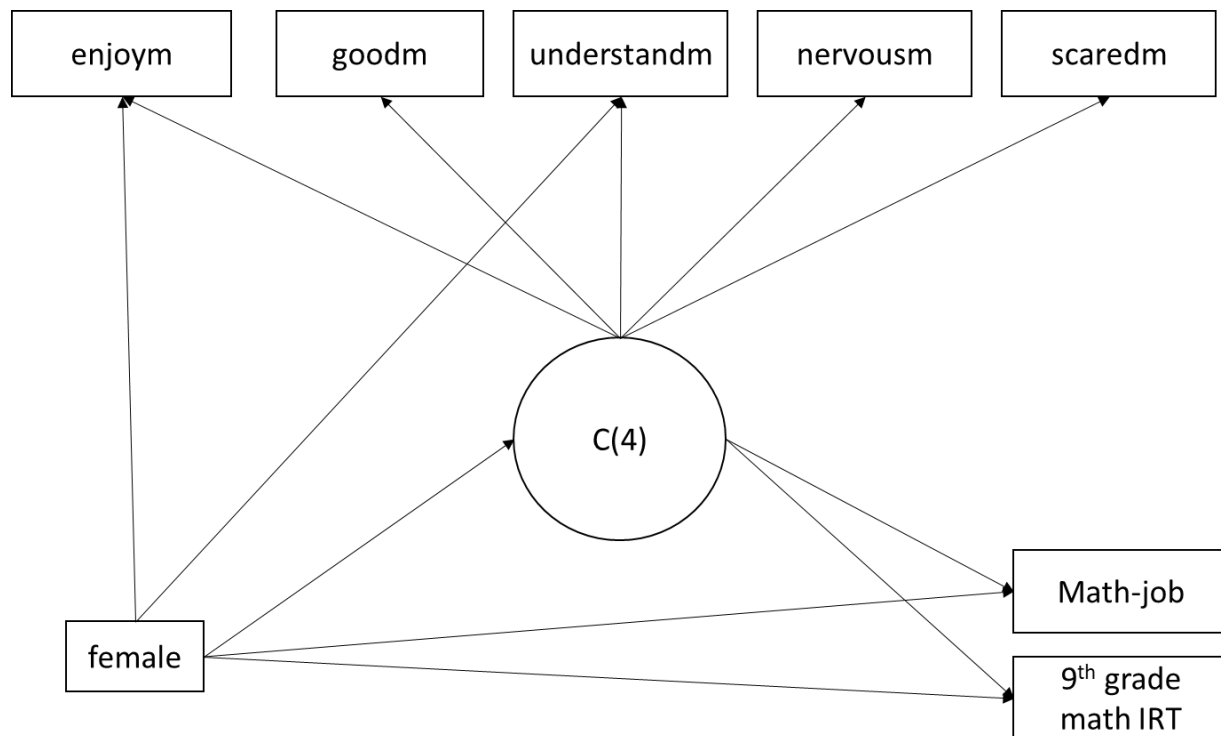 enjoym
goodm
understandm
nervousm
scaredm
C(4)
Math-job
female
9th grade
math IRT